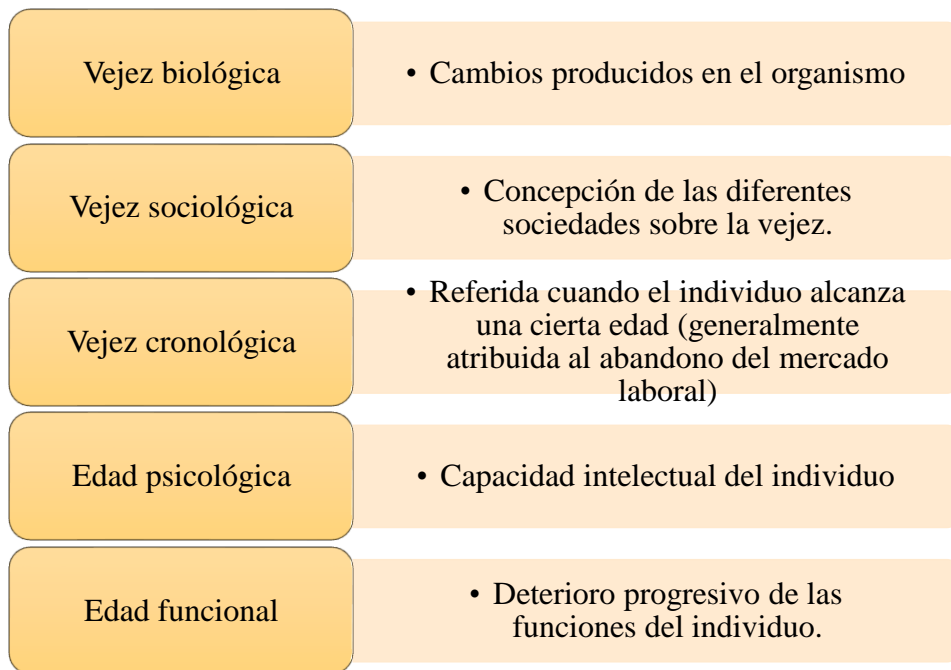 Vejez biológica
• Cambios producidos en el organismo
Vejez sociológica
• Concepción de las diferentes
sociedades sobre la vejez.
Vejez cronológica
• Referida cuando el individuo alcanza
una cierta edad (generalmente
atribuida al abandono del mercado
laboral)
Edad psicológica
• Capacidad intelectual del individuo
Edad funcional
• Deterioro progresivo de las
funciones del individuo.